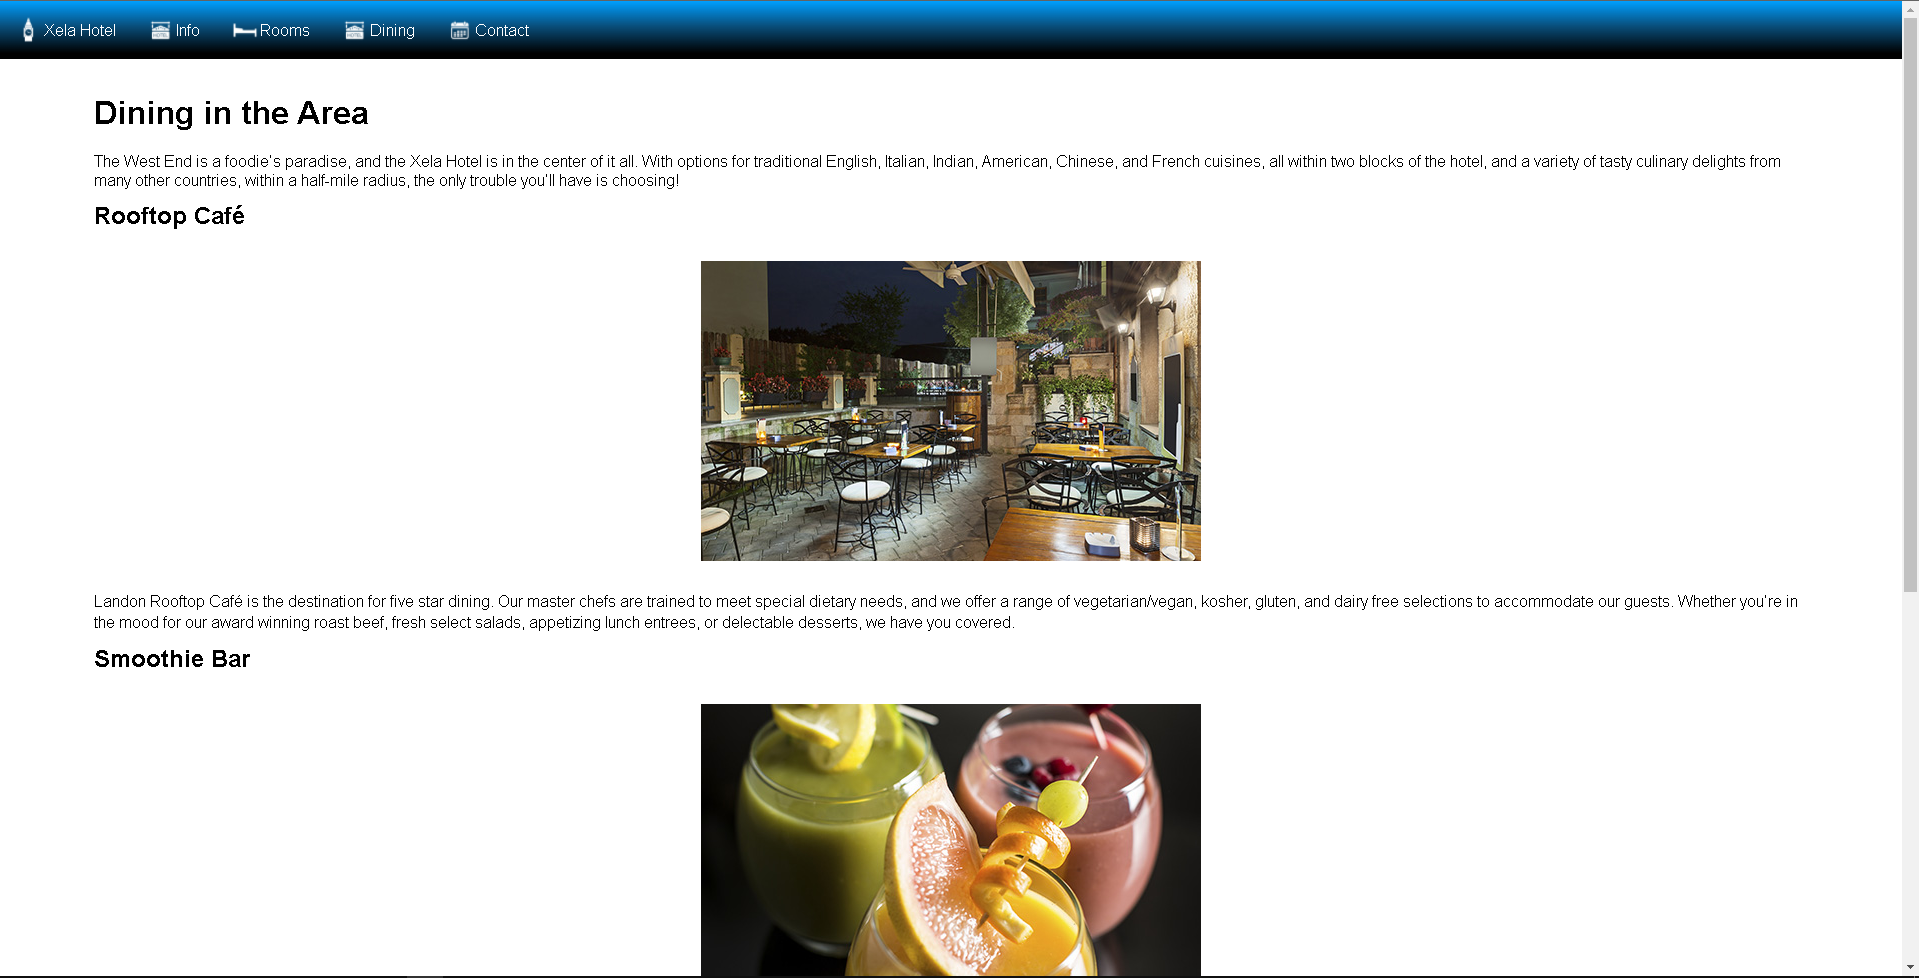 Xela Hotel Info Rooms Dining Contact
Dining in the Area
The West End is a foodie's paradise, and the Xela Hotel is in the center of it all. With options for traditional English, Italian, Indian, American, Chinese, and French cuisines, all within two blocks of the hotel, and a variety of tasty culinary delights from
many other countries, within a half-mile radius, the only trouble you'll have is choosing!
Rooftop Café
Landon Rooftop Café is the destination for five star dining. Our master chefs are trained to meet special dietary needs, and we offer a range of vegetarian/vegan, kosher, gluten, and dairy free selections to accommodate our guests. Whether you're in
the mood for our award winning roast beef, fresh select salads, appetizing lunch entrees, or delectable desserts, we have you covered.
Smoothie Bar